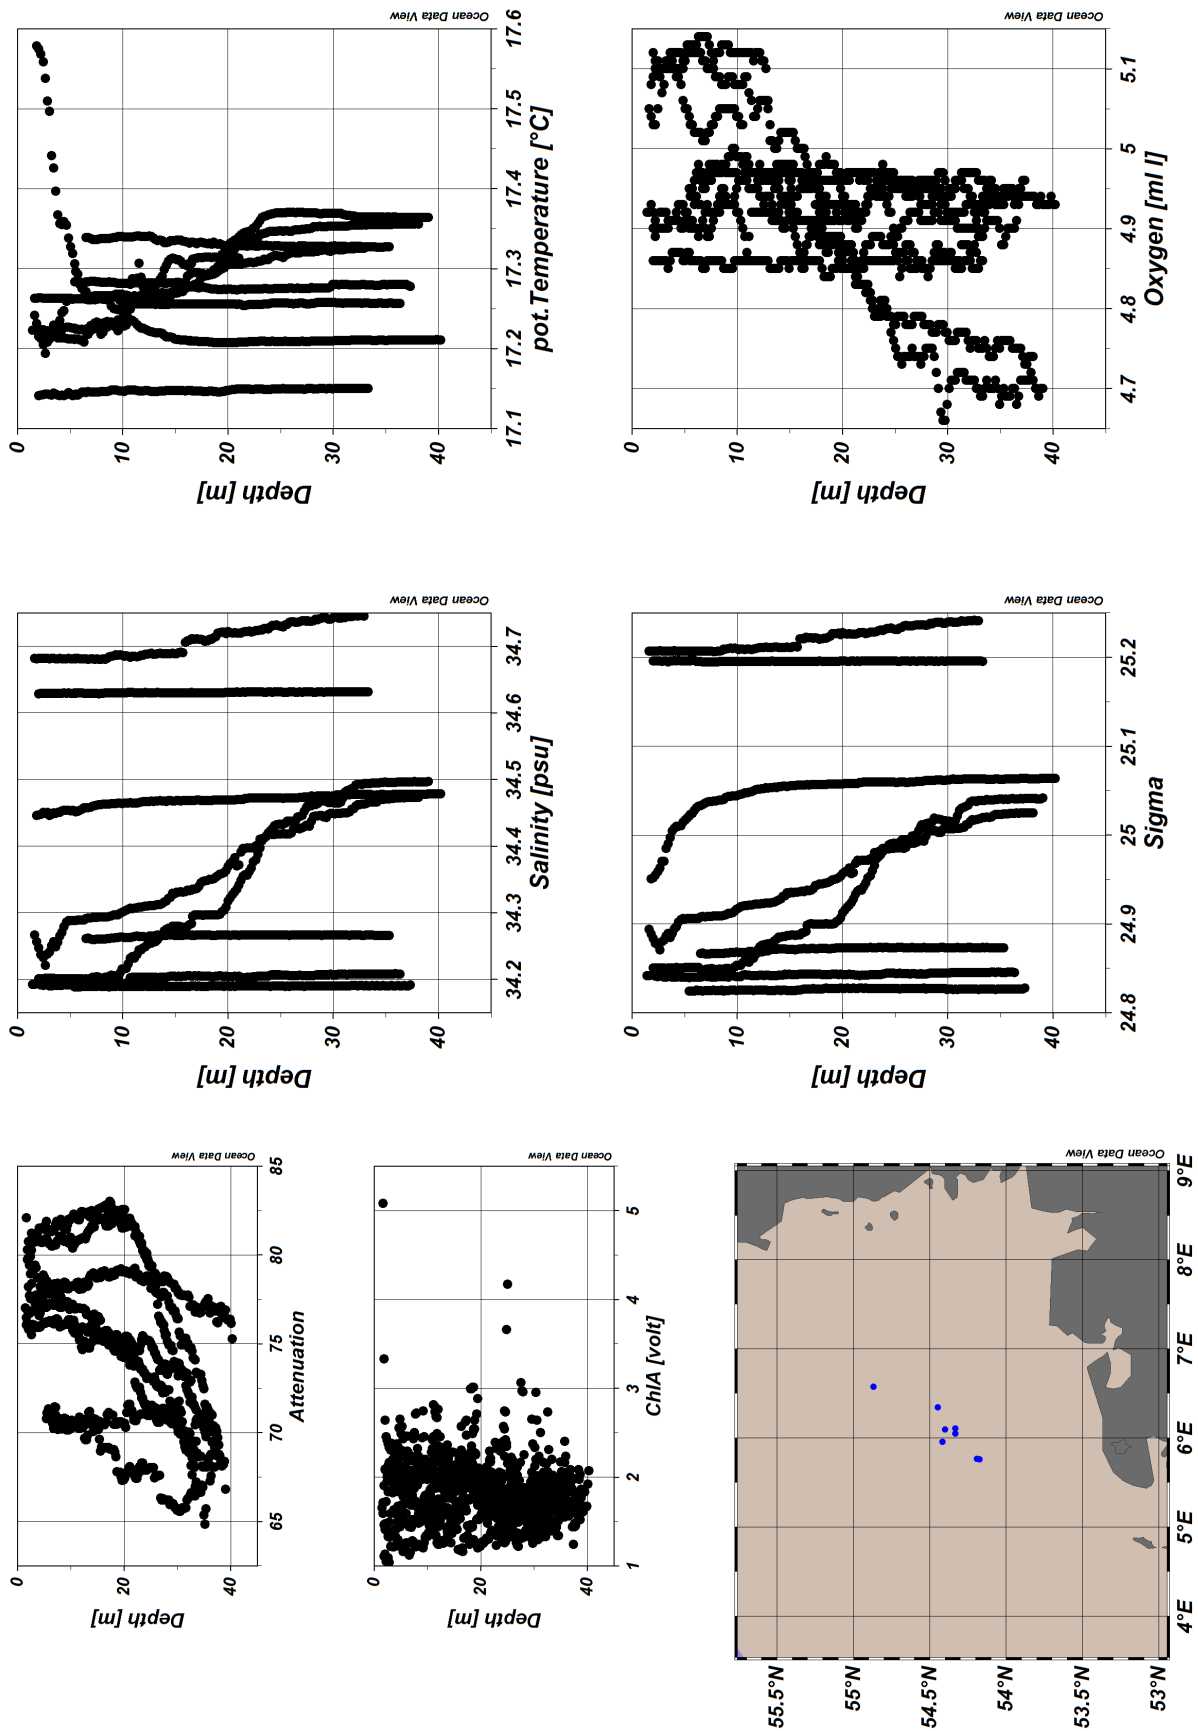 Ocean Data View
Depth [m]
0
20
40
65
70
75
80
85
Attenuation
Ocean Data View
Depth [m]
0
10
20
30
40
34.2
34.3
34.4
34.5
34.6
34.7
Salinity [psu]
Ocean Data View
Depth [m]
0
10
20
30
40
17.1
17.2
17.3
17.4
17.5
17.6
pot.Temperature [°C]
Ocean Data View
Depth [m]
0
20
40
1
2
3
4
5
ChlA [volt]
Ocean Data View
55.5°N
55°N
54.5°N
54°N
53.5°N
53°N
4°E
5°E
6°E
7°E
8°E
9°E
Ocean Data View
Depth [m]
0
10
20
30
40
24.8
24.9
25
25.1
25.2
Sigma
Ocean Data View
Depth [m]
0
10
20
30
40
4.7
4.8
4.9
5
5.1
Oxygen [ml l]